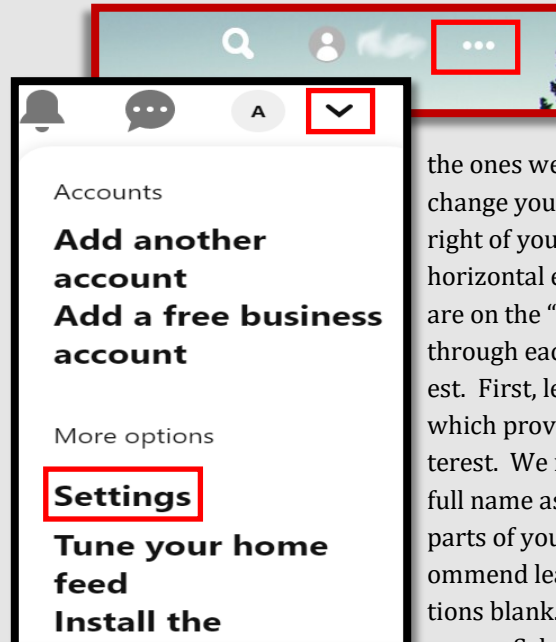 A
Accounts
Add another
account
Add a free business
account
More options
Settings
Tune your home
feed
Install the
the ones we
change you
right of you
horizontal e
are on the “
through eac
est. First, le
which prov
terest. We
full name as
parts of you
ommend lea
tions blank.